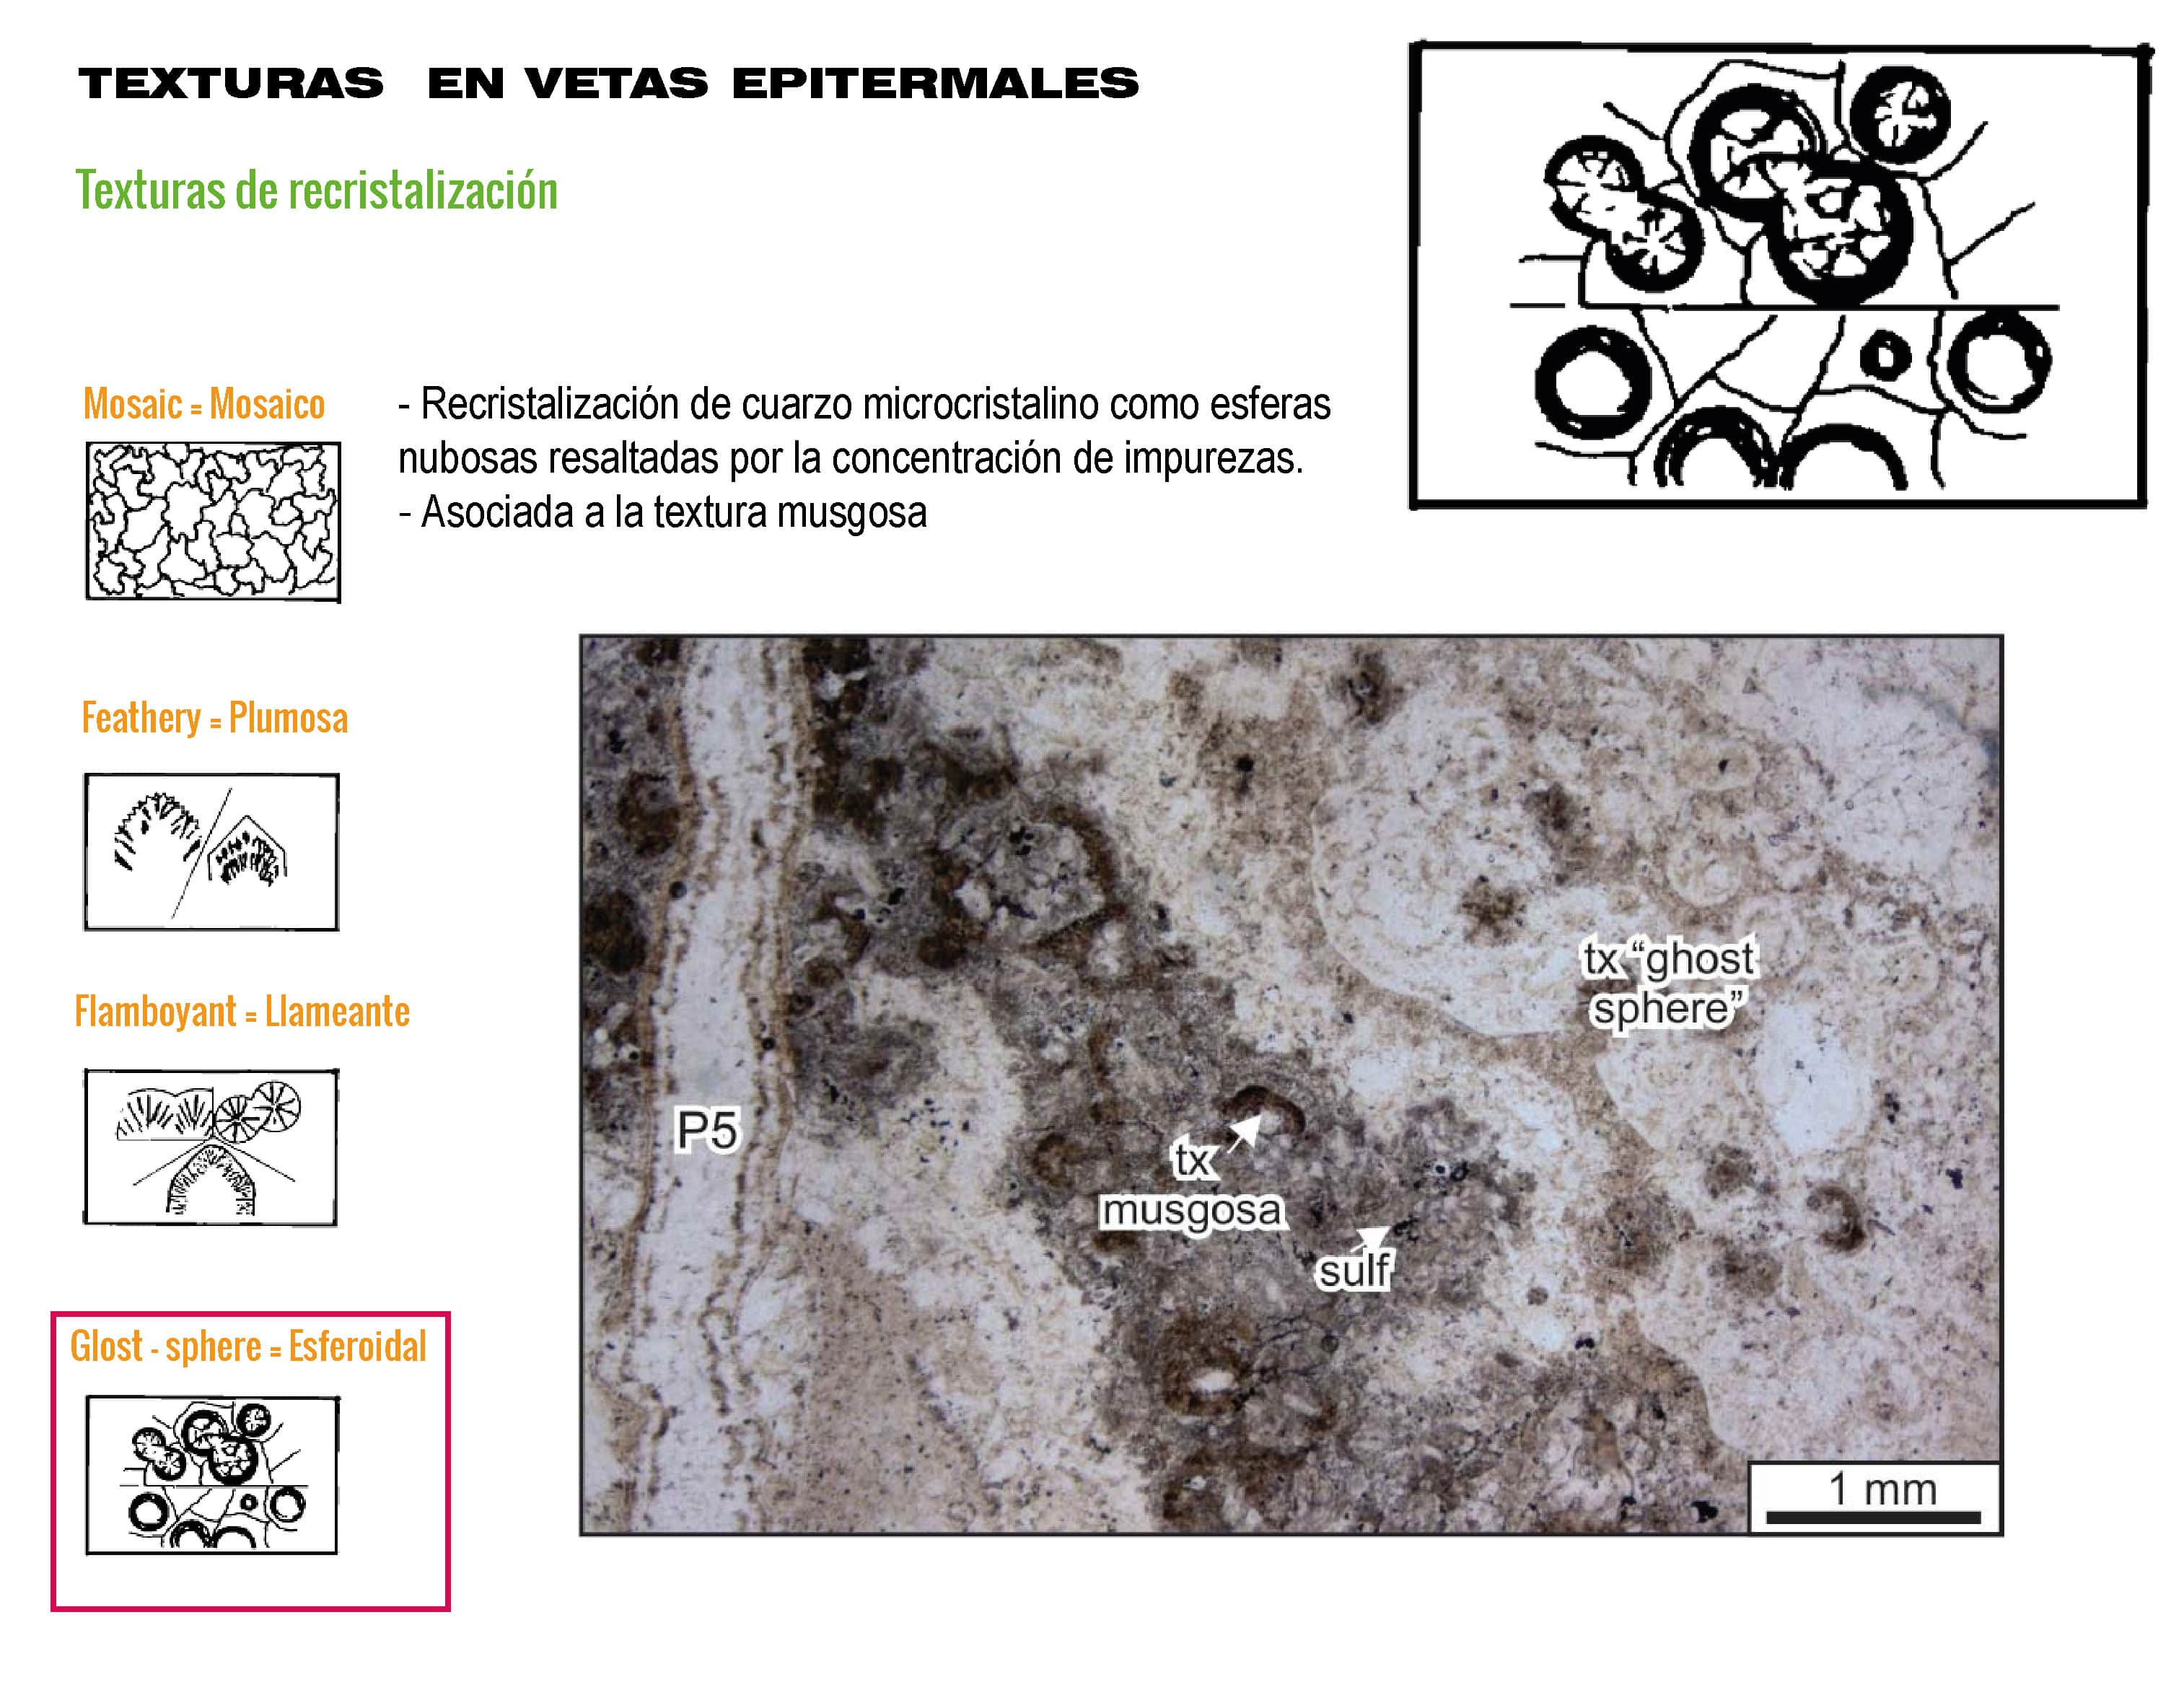 TEXTURAS EN VETAS EPITERMALES
Texturas de recristalización
Mosaic = Mosaico
- Recristalización de cuarzo microcristalino como esferas
nubosas resaltadas por la concentración de impurezas.
- Asociada a la textura musgosa
Feathery = Plumosa
Flamboyant = Llameante
Glost - sphere = Esferoidal
tx "ghost
sphere"
P5
tx
musgosa
sulf
1 mm